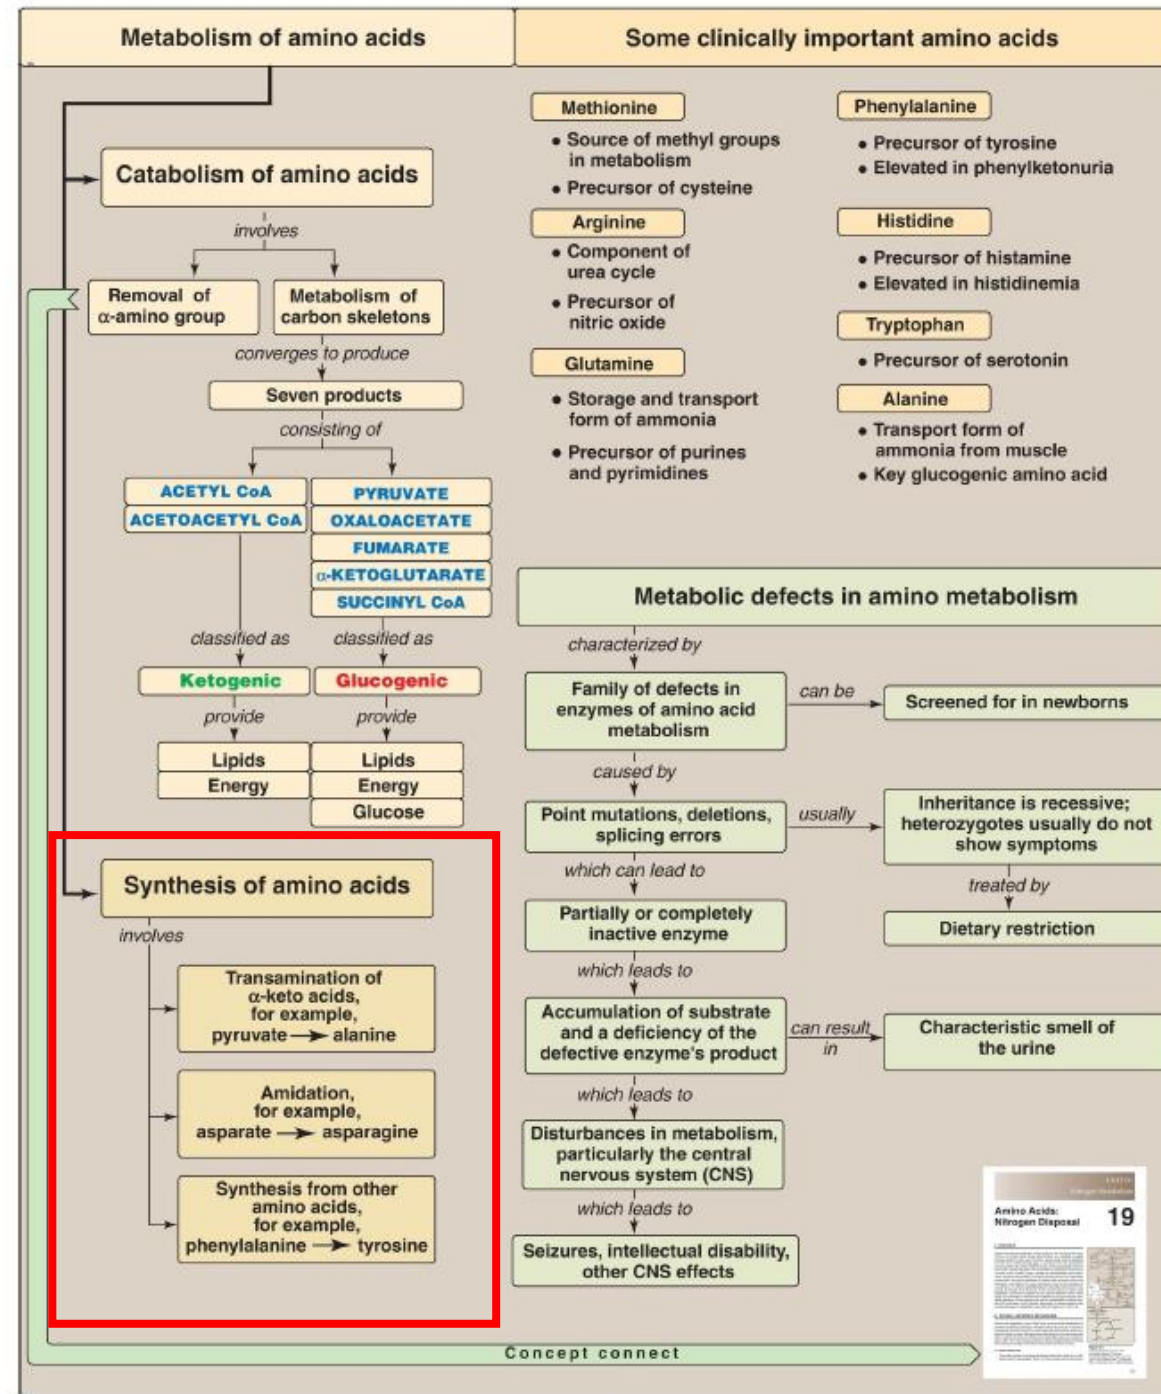 Metabolism of amino acids
Catabolism of amino acids
involves
Removal of
α-amino group
Metabolism of
carbon skeletons
converges to produce
Seven products
consisting of
ACETYL CoA
ACETOACETYL CoA
PYRUVATE
OXALOACETATE
FUMARATE
α-KETOGLUTARATE
SUCCINYL CoA
classified as
classified as
Ketogenic
Glucogenic
provide
provide
Lipids
Energy
Lipids
Energy
Glucose
Synthesis of amino acids
involves
Transamination of
α-keto acids,
for example,
pyruvate → alanine
Amidation,
for example,
asparate → asparagine
Synthesis from other
amino acids,
for example,
phenylalanine → tyrosine
Some clinically important amino acids
Methionine
• Source of methyl groups
in metabolism
• Precursor of cysteine
Arginine
• Component of
urea cycle
• Precursor of
nitric oxide
Glutamine
• Storage and transport
form of ammonia
• Precursor of purines
and pyrimidines
Phenylalanine
• Precursor of tyrosine
• Elevated in phenylketonuria
Histidine
• Precursor of histamine
• Elevated in histidinemia
Tryptophan
• Precursor of serotonin
Alanine
• Transport form of
ammonia from muscle
• Key glucogenic amino acid
Metabolic defects in amino metabolism
characterized by
Family of defects in
enzymes of amino acid
metabolism
can be
Screened for in newborns
caused by
Point mutations, deletions,
splicing errors
usually
Inheritance is recessive;
heterozygotes usually do not
show symptoms
treated by
Dietary restriction
which can lead to
Partially or completely
inactive enzyme
which leads to
Accumulation of substrate
and a deficiency of the
defective enzyme's product
can result
in
Characteristic smell of
the urine
which leads to
Disturbances in metabolism,
particularly the central
nervous system (CNS)
which leads to
Seizures, intellectual disability,
other CNS effects
Amino Acids:
Nitrogen Disposal
19
Concept connect